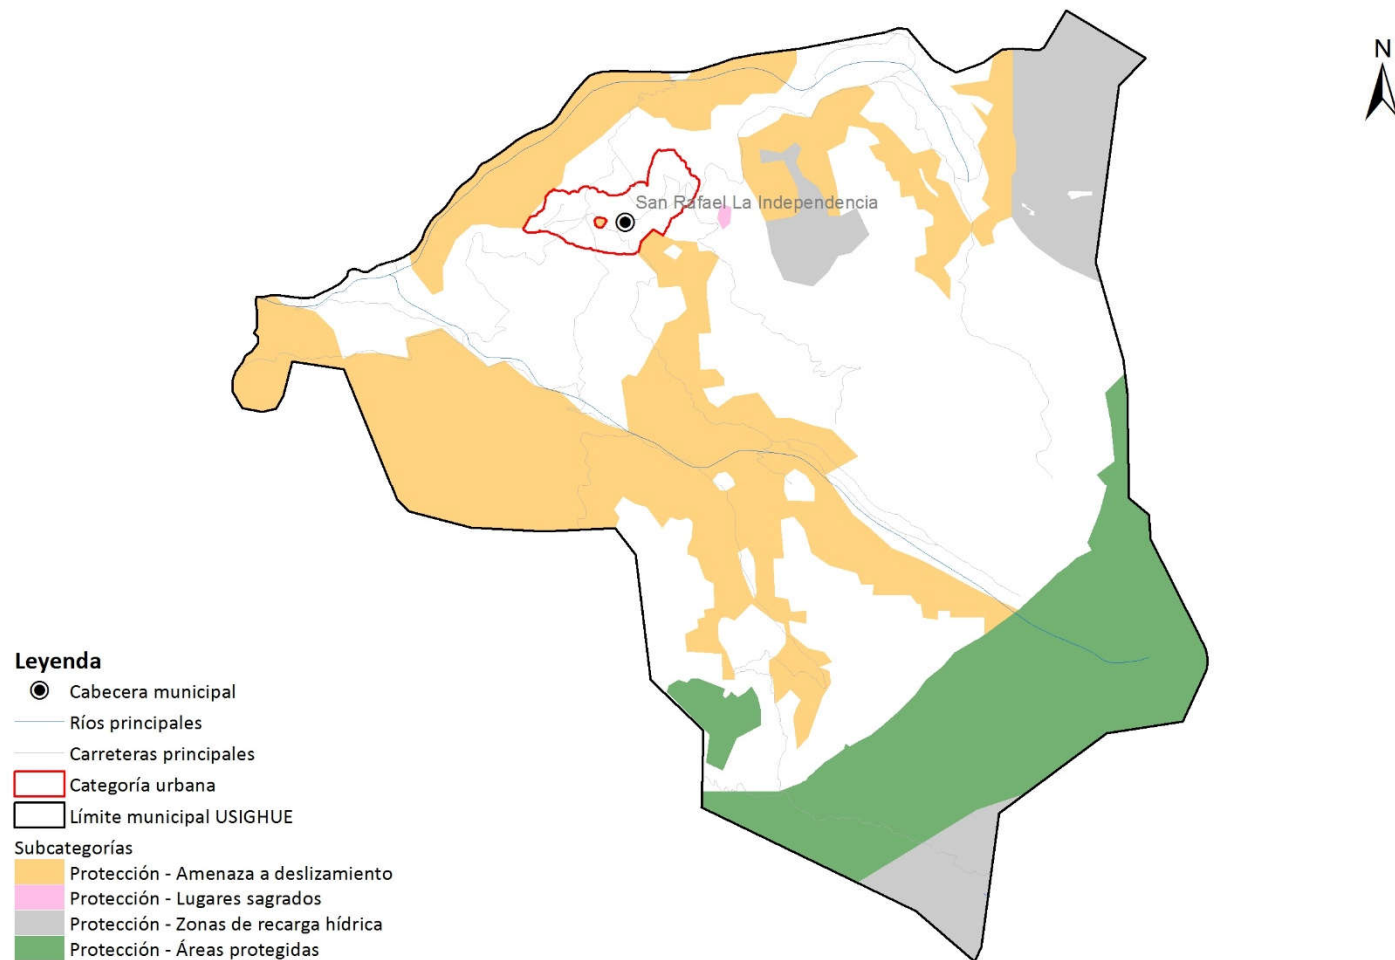 N
San Rafael La Independencia
Leyenda
Cabecera municipal
Ríos principales
Carreteras principales
Categoría urbana
Límite municipal USIGHUE
Subcategorías
Protección - Amenaza a deslizamiento
Protección - Lugares sagrados
Protección - Zonas de recarga hídrica
Protección - Áreas protegidas